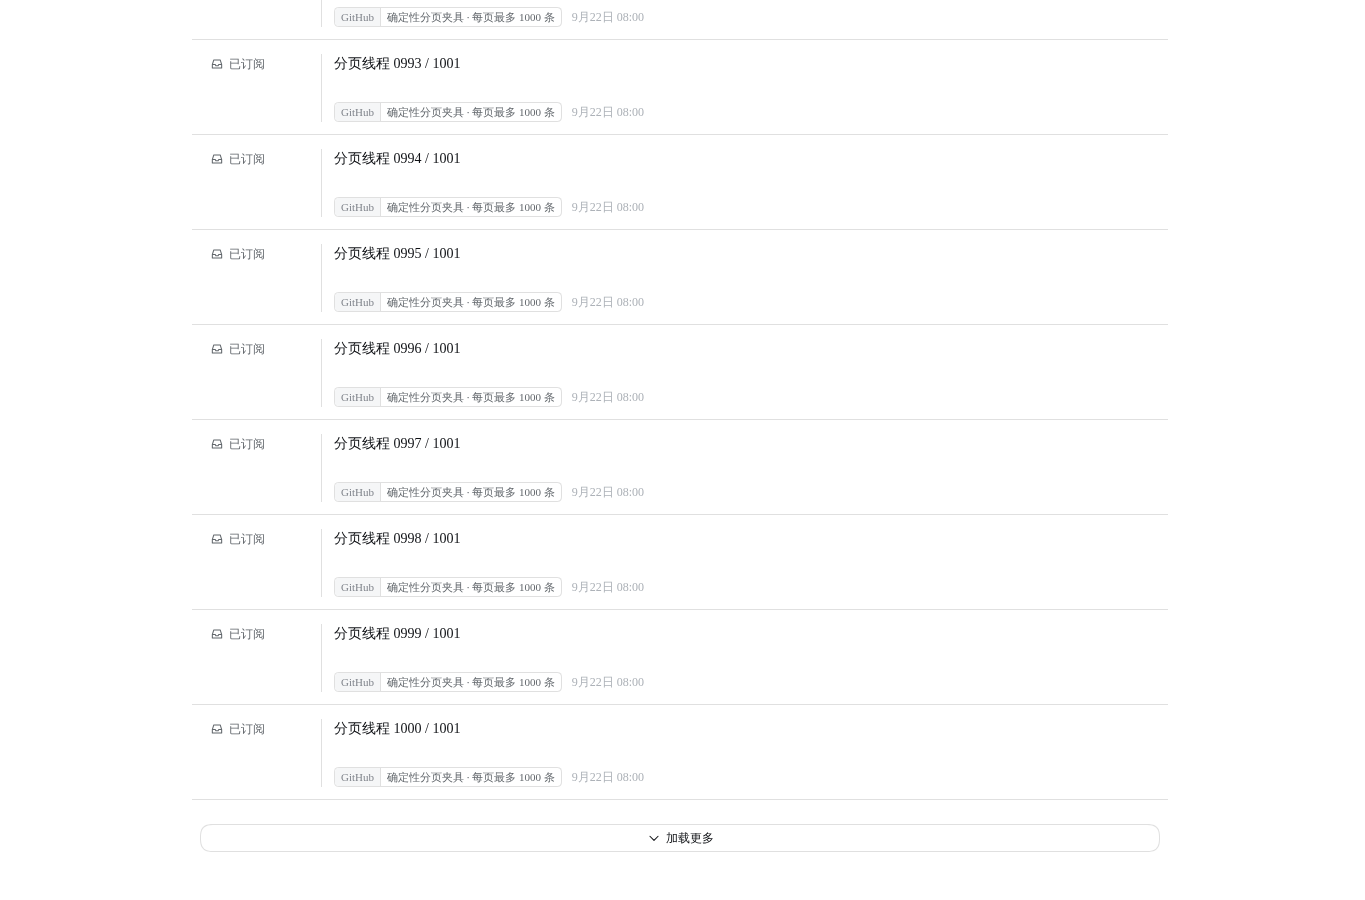 GitHub 确定性分页夹具 · 每页最多 1000 条 9月22日 08:00
已订阅 分页线程 0993 / 1001
GitHub 确定性分页夹具 · 每页最多 1000 条 9月22日 08:00
已订阅 分页线程 0994 / 1001
GitHub 确定性分页夹具 · 每页最多 1000 条 9月22日 08:00
已订阅 分页线程 0995 / 1001
GitHub 确定性分页夹具 · 每页最多 1000 条 9月22日 08:00
已订阅 分页线程 0996 / 1001
GitHub 确定性分页夹具 · 每页最多 1000 条 9月22日 08:00
已订阅 分页线程 0997 / 1001
GitHub 确定性分页夹具 · 每页最多 1000 条 9月22日 08:00
已订阅 分页线程 0998 / 1001
GitHub 确定性分页夹具 · 每页最多 1000 条 9月22日 08:00
已订阅 分页线程 0999 / 1001
GitHub 确定性分页夹具 · 每页最多 1000 条 9月22日 08:00
已订阅 分页线程 1000 / 1001
GitHub 确定性分页夹具 · 每页最多 1000 条 9月22日 08:00
加载更多